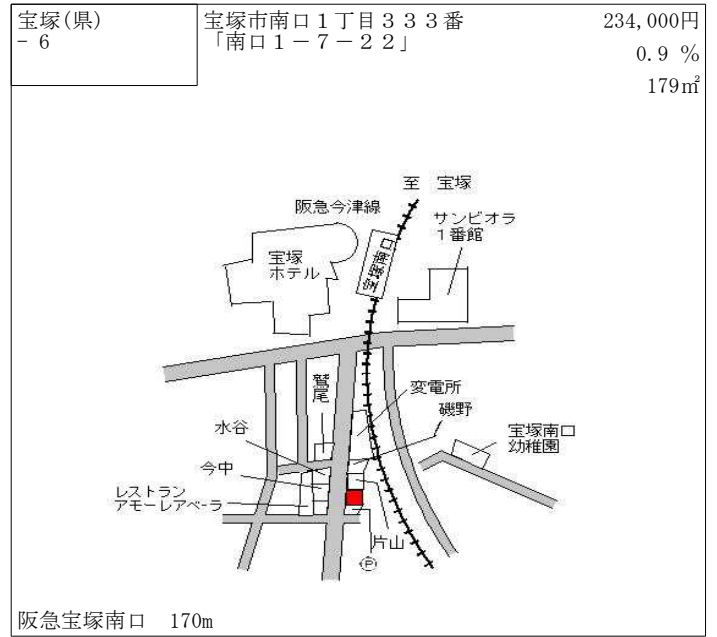 宝塚(県)
－６
宝塚市南口１丁目３３３番
「南口１－７－２２」
234,000円
0.9 %
179㎡
至 宝塚
阪急今津線
サンビオラ
１番館
宝塚南口
宝塚
ホテル
鷲尾
変電所
磯野
水谷
宝塚南口
幼稚園
今中
レストラン
アモーレアベーラ
片山
P
阪急宝塚南口 170m